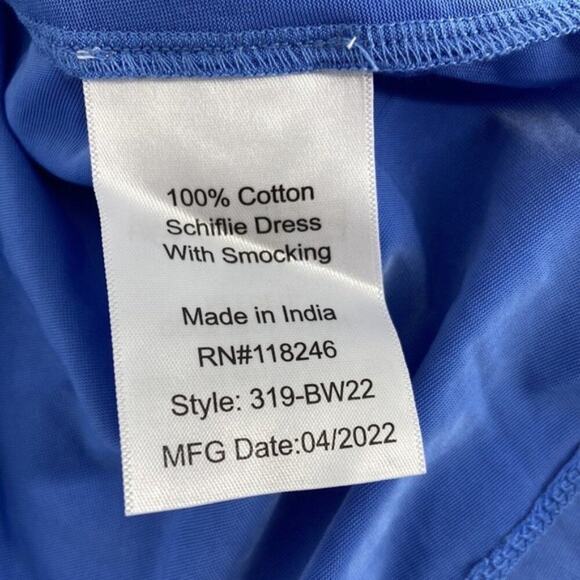 100% Cotton
Schiflie Dress
With Smocking
Made in India
RN#118246
Style: 319-BW22
MFG Date:04/2022